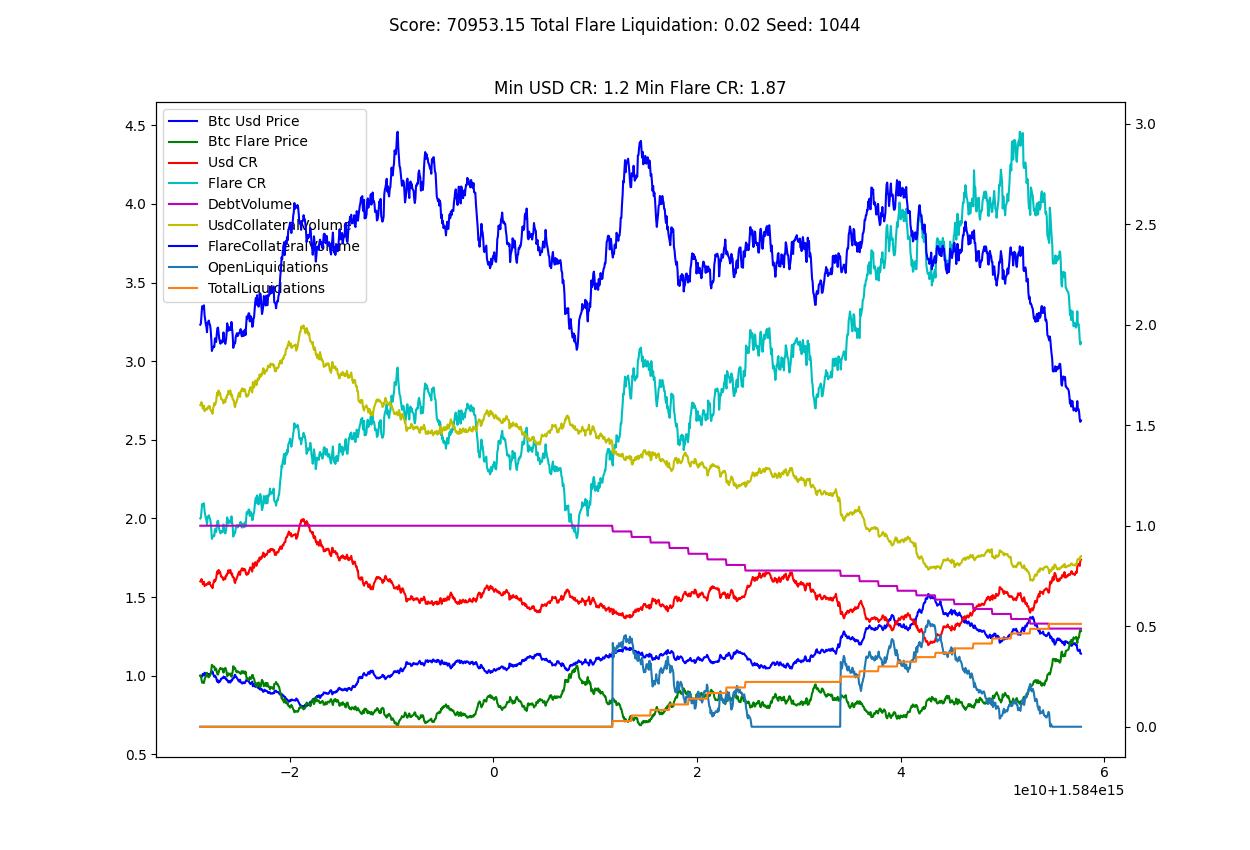 Score: 70953.15 Total Flare Liquidation: 0.02 Seed: 1044
Min USD CR: 1.2 Min Flare CR: 1.87
Btc Usd Price
Btc Flare Price
Usd CR
Flare CR
DebtVolume
UsdCollateralVolume
FlareCollateralVolume
OpenLiquidations
TotalLiquidations
4.5
4.0
3.5
3.0
2.5
2.0
1.5
1.0
0.5
3.0
2.5
2.0
1.5
1.0
0.5
0.0
−2
0
2
4
6
1e10+1.584e15